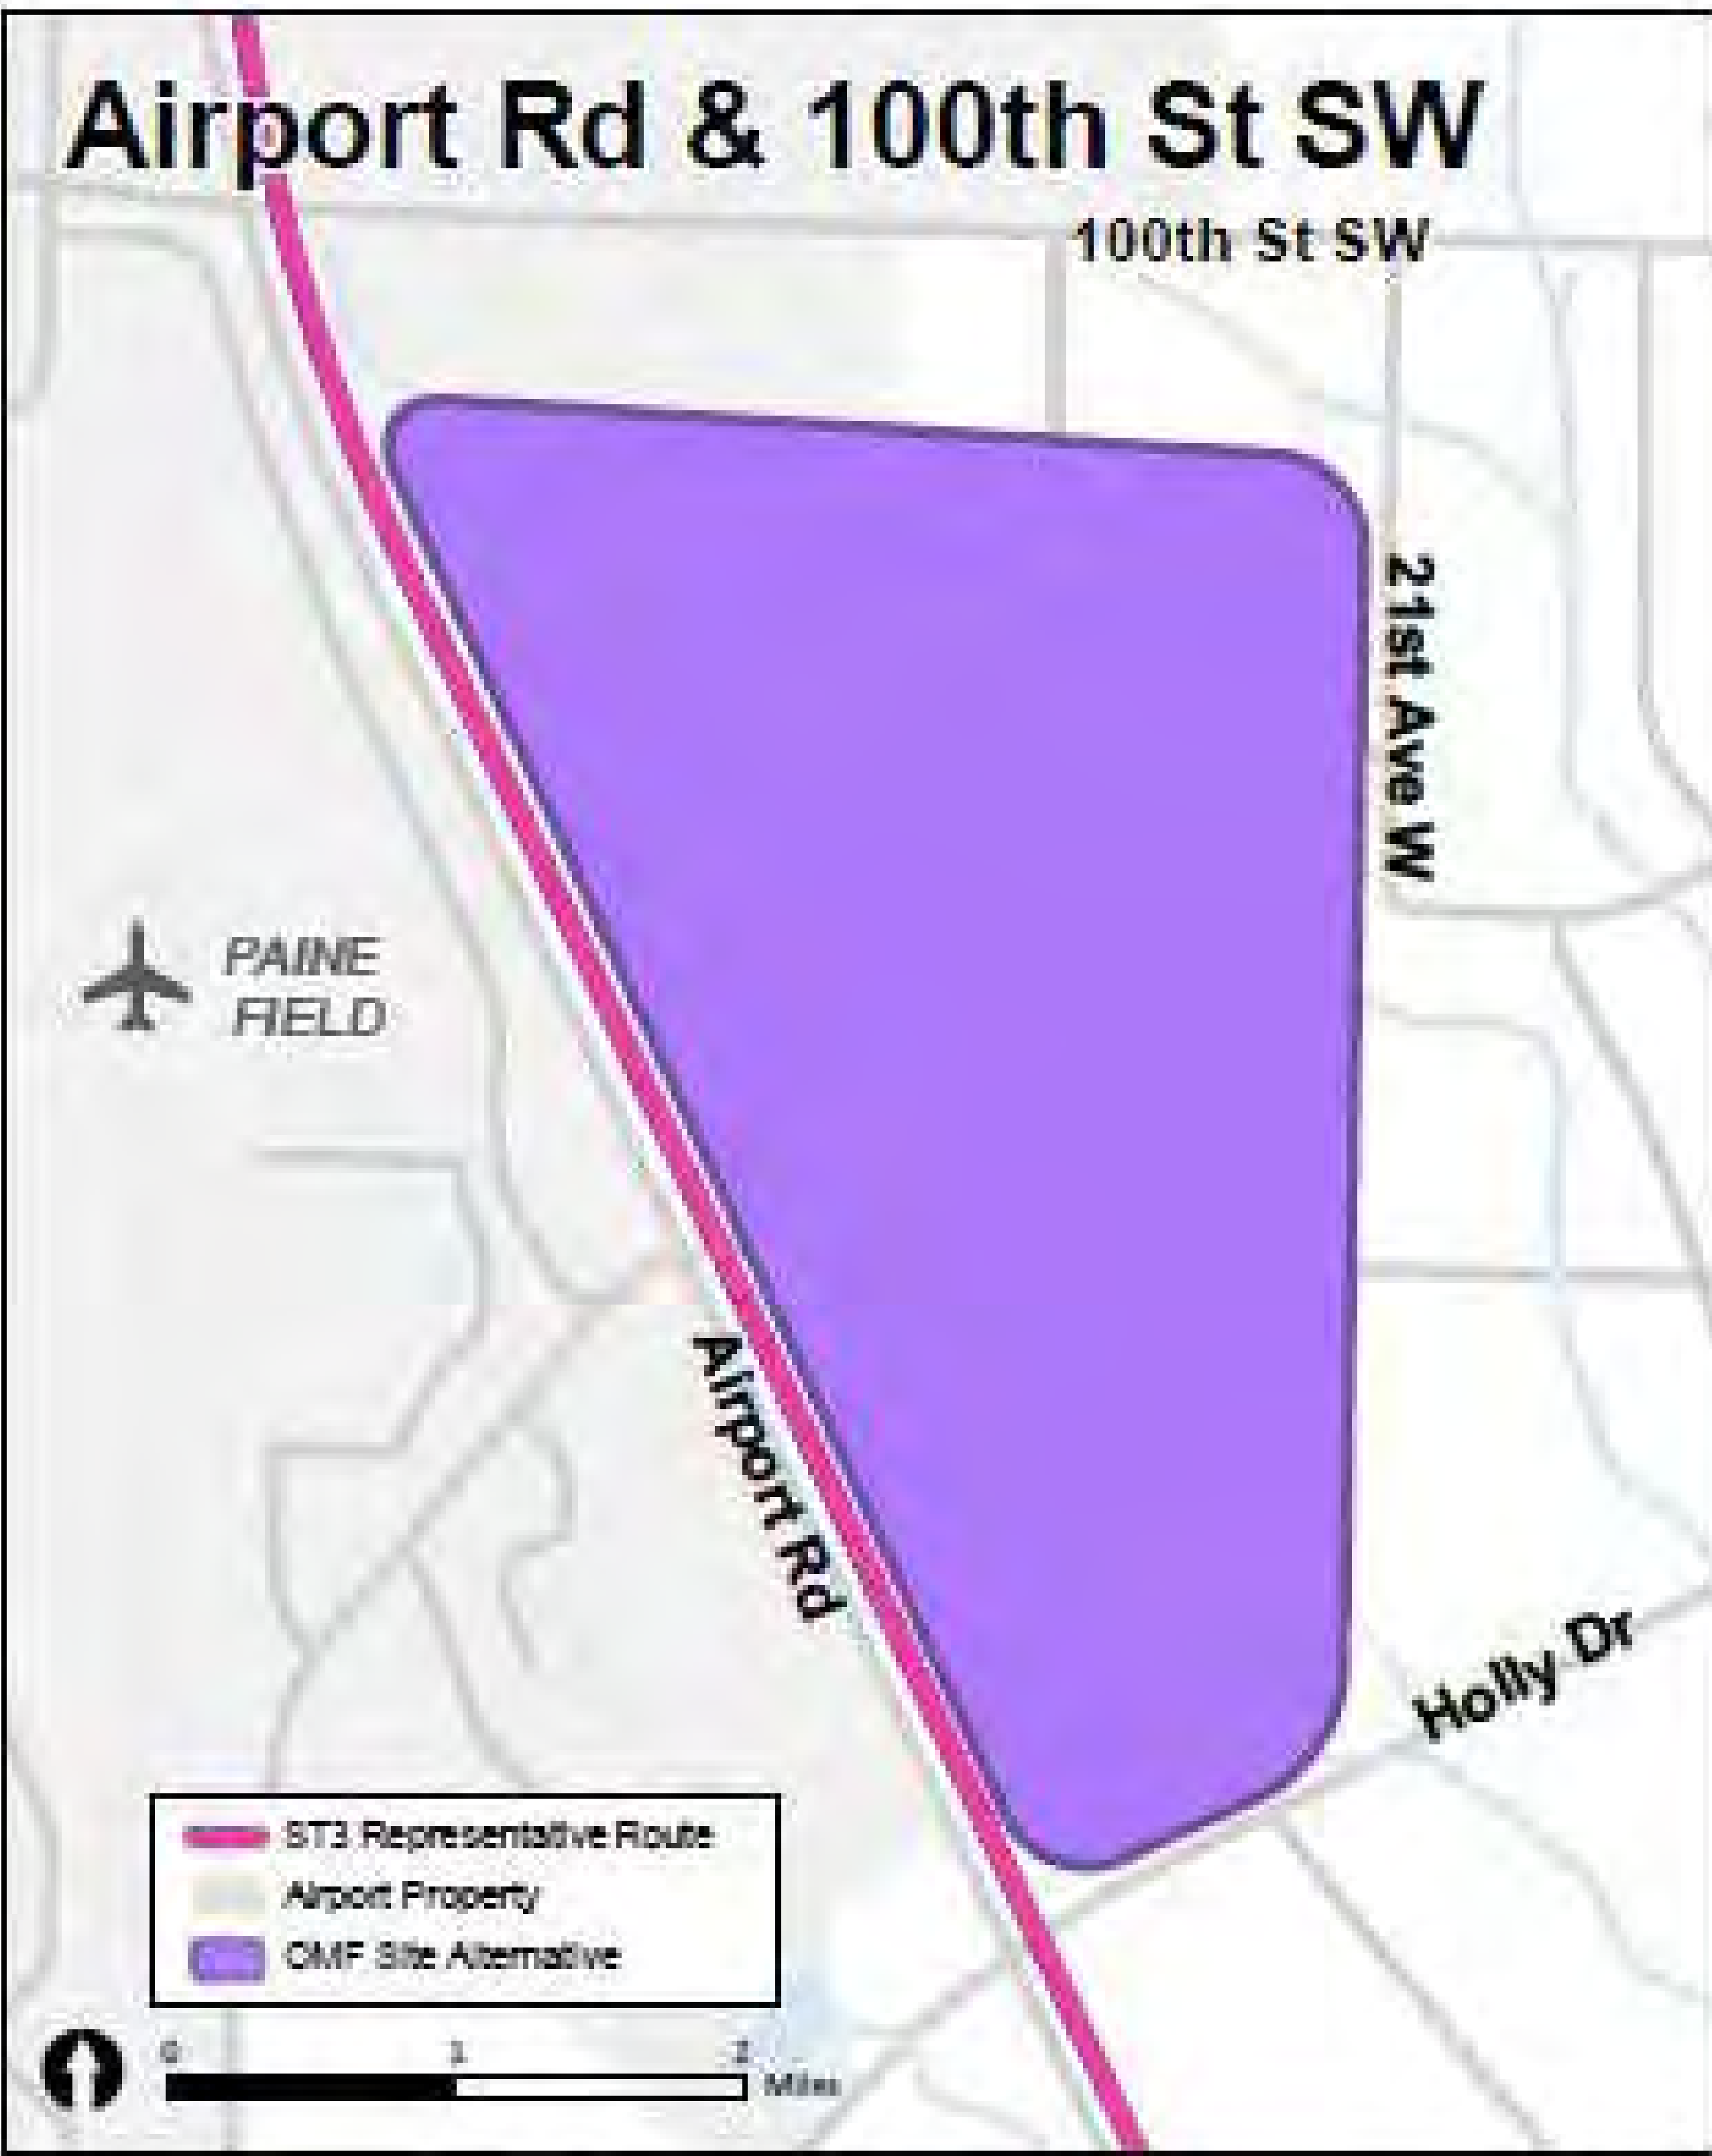 Airport Rd & 100th St SW
100th St SW
21st Ave W
PAINE
FIELD
Airport Rd
Holly Dr
ST3 Representative Route
Airport Property
OMF Site Alternative
0 1 2
Miles